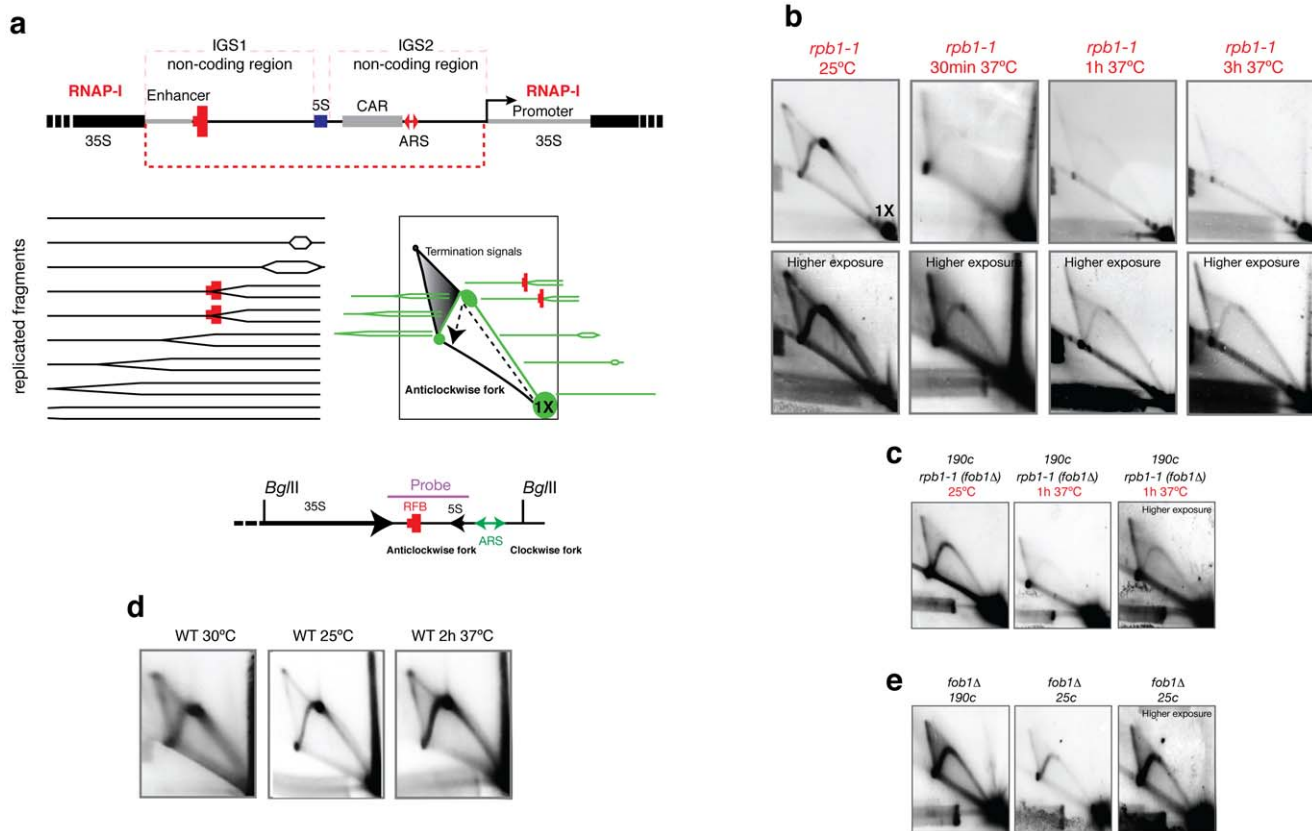 a
IGS1
non-coding region
IGS2
non-coding region
RNAP-I
Enhancer
5S
CAR
RNAP-I
Promoter
35S
ARS
35S
replicated fragments
Termination signals
Anticlockwise fork
1X
BglII
35S
Probe
RFB
5S
BglII
ARS
Anticlockwise fork
Clockwise fork
b
rpb1-1
25ºC
rpb1-1
30min 37ºC
rpb1-1
1h 37ºC
rpb1-1
3h 37ºC
1X
Higher exposure
Higher exposure
Higher exposure
Higher exposure
c
190c
rpb1-1 (fob1Δ)
25ºC
190c
rpb1-1 (fob1Δ)
1h 37ºC
190c
rpb1-1 (fob1Δ)
1h 37ºC
Higher exposure
d
WT 30ºC
WT 25ºC
WT 2h 37ºC
e
fob1Δ
190c
fob1Δ
25c
fob1Δ
25c
Higher exposure